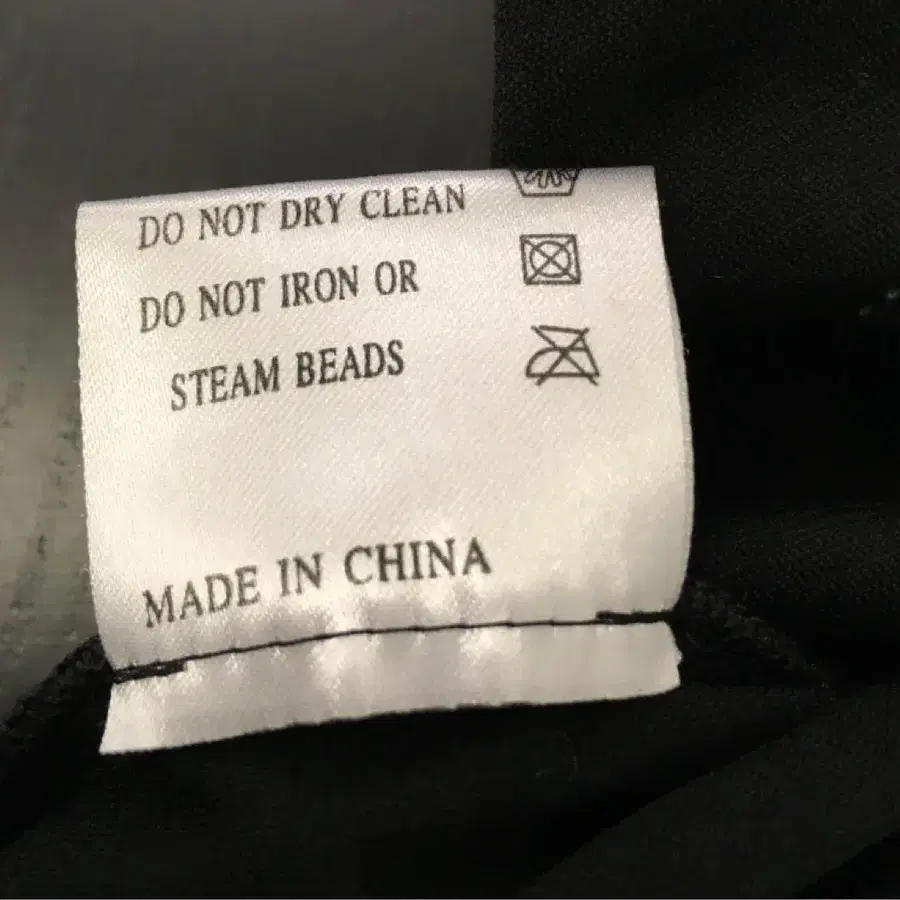 DO NOT DRY CLEAN
DO NOT IRON OR
STEAM BEADS
MADE IN CHINA